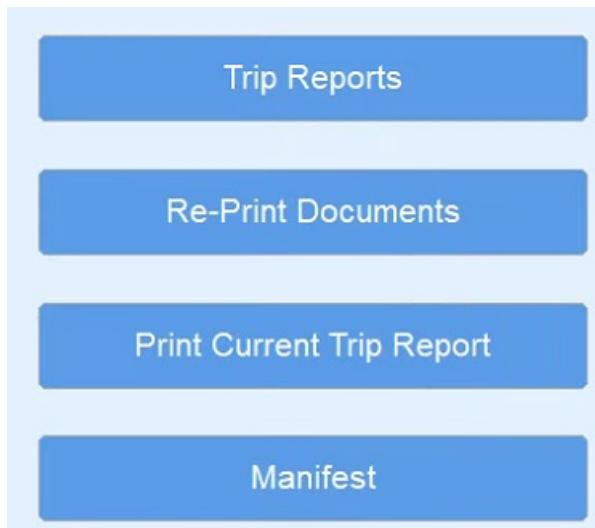 Trip Reports
Re-Print Documents
Print Current Trip Report
Manifest